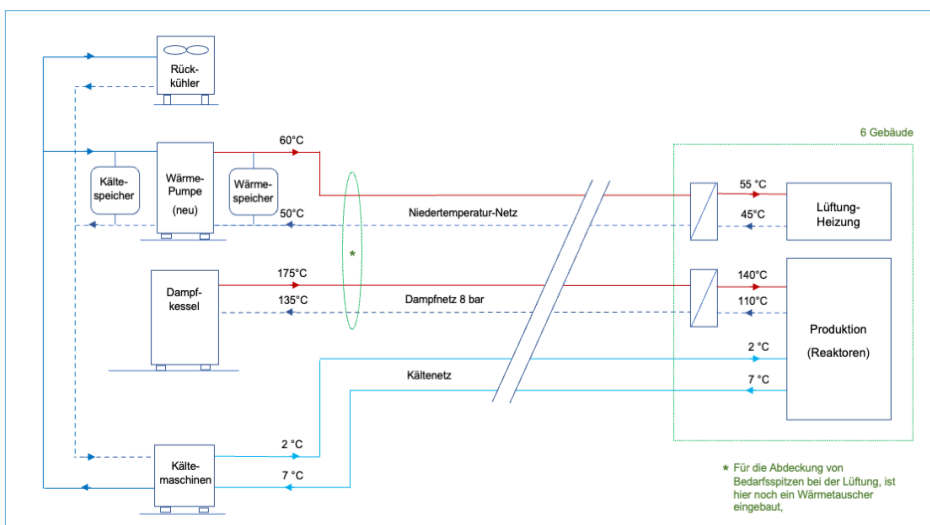 Rück-
kühler
6 Gebäude
60°C
Kälte-
speicher
Wärme-
Pumpe
(neu)
Wärme-
speicher
50°C
Niedertemperatur-Netz
55 °C
45°C
Lüftung-
Heizung
*
175°C
135°C
Dampf-
kessel
Dampfnetz 8 bar
140°C
110°C
Produktion
(Reaktoren)
2 °C
7 °C
Kältenetz
2 °C
7 °C
Kälte-
maschinen
* Für die Abdeckung von
Bedarfsspitzen bei der Lüftung, ist
hier noch ein Wärmetauscher
eingebaut,